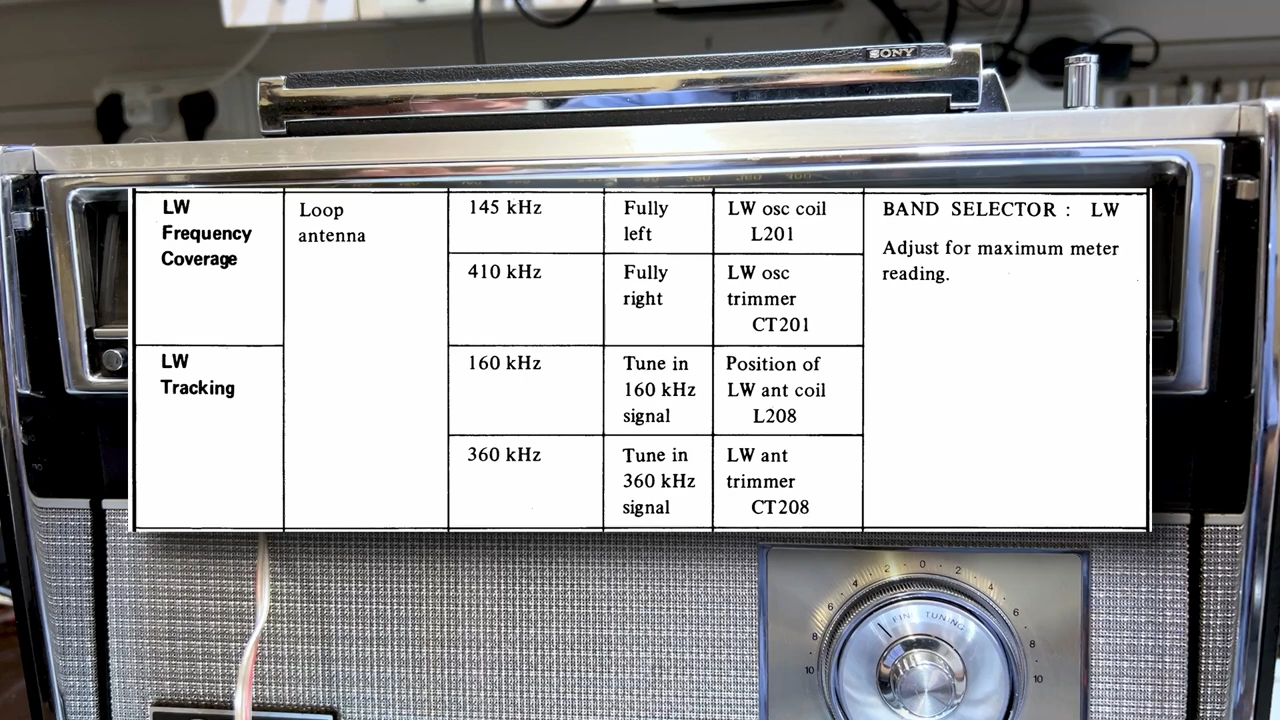 SONY
LW
Frequency
Coverage
Loop
antenna
145 kHz
Fully
left
LW osc coil
L201
BAND SELECTOR : LW
Adjust for maximum meter
reading.
410 kHz
Fully
right
LW osc
trimmer
CT201
LW
Tracking
160 kHz
Tune in
160 kHz
signal
Position of
LW ant coil
L208
360 kHz
Tune in
360 kHz
signal
LW ant
trimmer
CT208
10 8 6 4 2 0 2 4 6 8 10
FINE TUNING